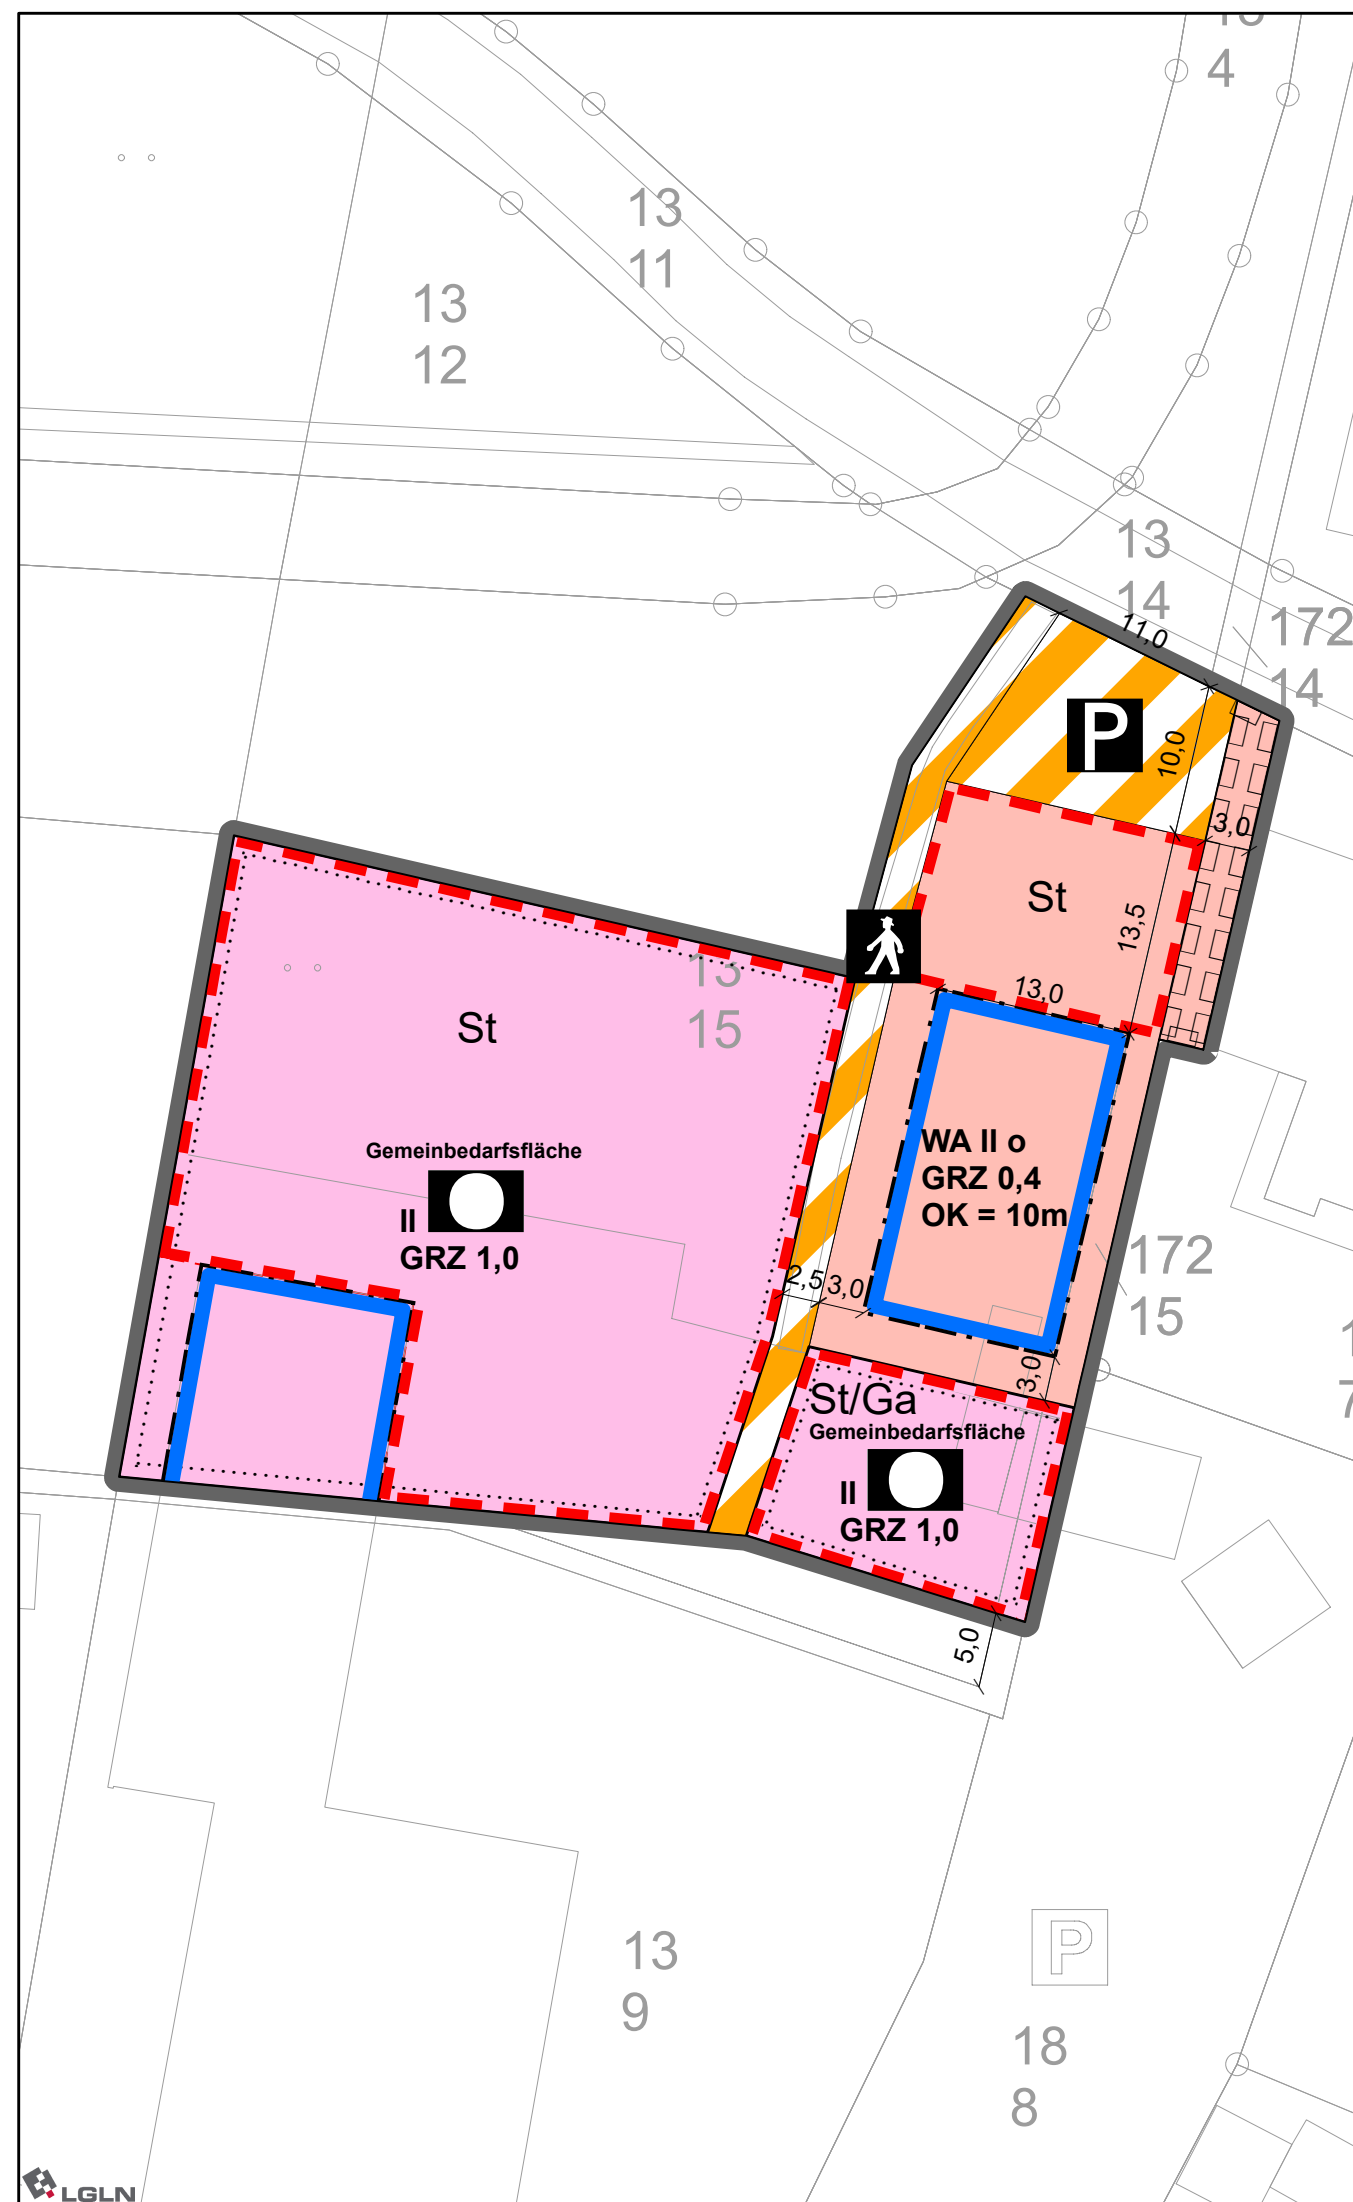 4
13
11
13
12
13
14
172
14
11,0
P
10,0
3,0
St
13,5
13,0
13
15
St
Gemeinbedarfsfläche
II
GRZ 1,0
WA II o
GRZ 0,4
OK = 10m
172
15
2,5
3,0
3,0
St/Ga
Gemeinbedarfsfläche
II
GRZ 1,0
5,0
13
9
P
18
8
LGLN